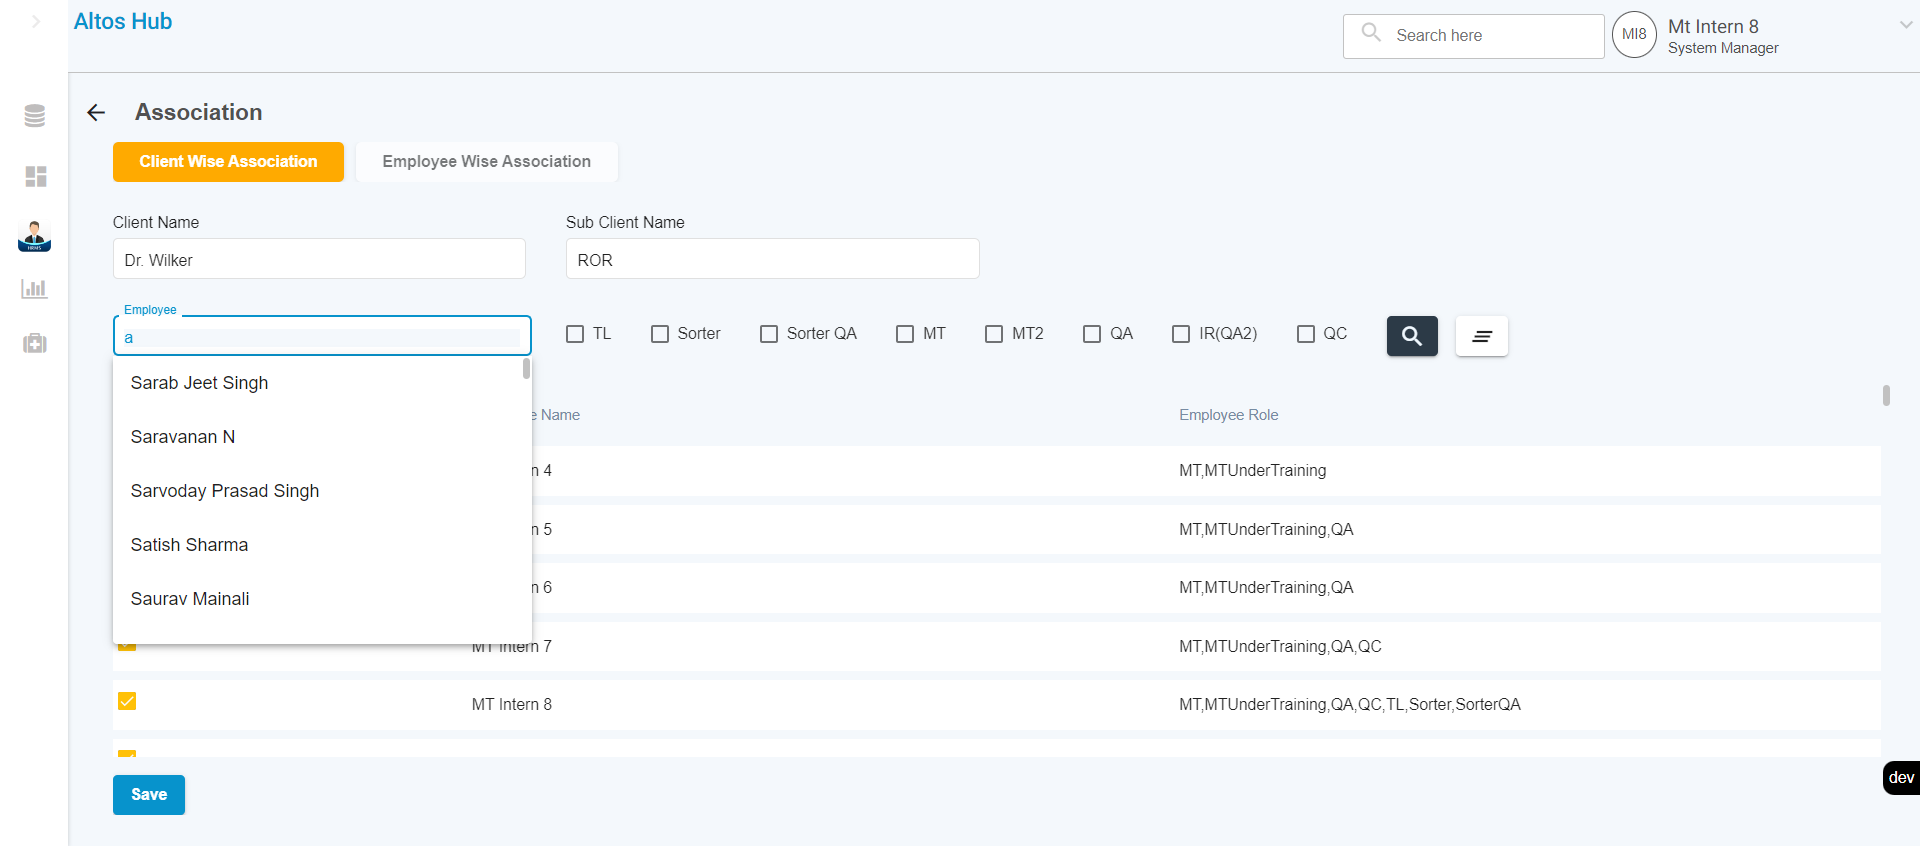 Altos Hub
Search here
MI8
Mt Intern 8
System Manager
Association
Client Wise Association
Employee Wise Association
HRMS
Client Name
Sub Client Name
Dr. Wilker
ROR
Employee
a
TL
Sorter
Sorter QA
MT
MT2
QA
IR(QA2)
QC
Sarab Jeet Singh
Saravanan N
Sarvoday Prasad Singh
Satish Sharma
Saurav Mainali
e Name
Employee Role
n 4
MT,MTUnderTraining
n 5
MT,MTUnderTraining,QA
n 6
MT,MTUnderTraining,QA
MT Intern 7
MT,MTUnderTraining,QA,QC
MT Intern 8
MT,MTUnderTraining,QA,QC,TL,Sorter,SorterQA
Save
dev